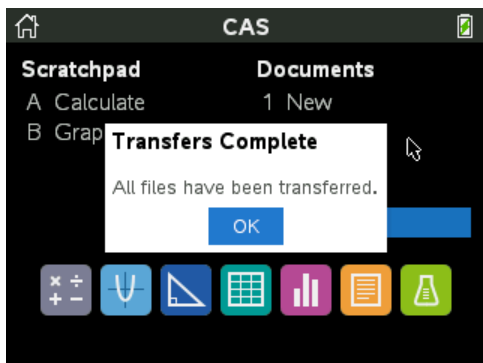 CAS
Scratchpad
Documents
A Calculate
1 New
B Grap
Transfers Complete
All files have been transferred.
OK